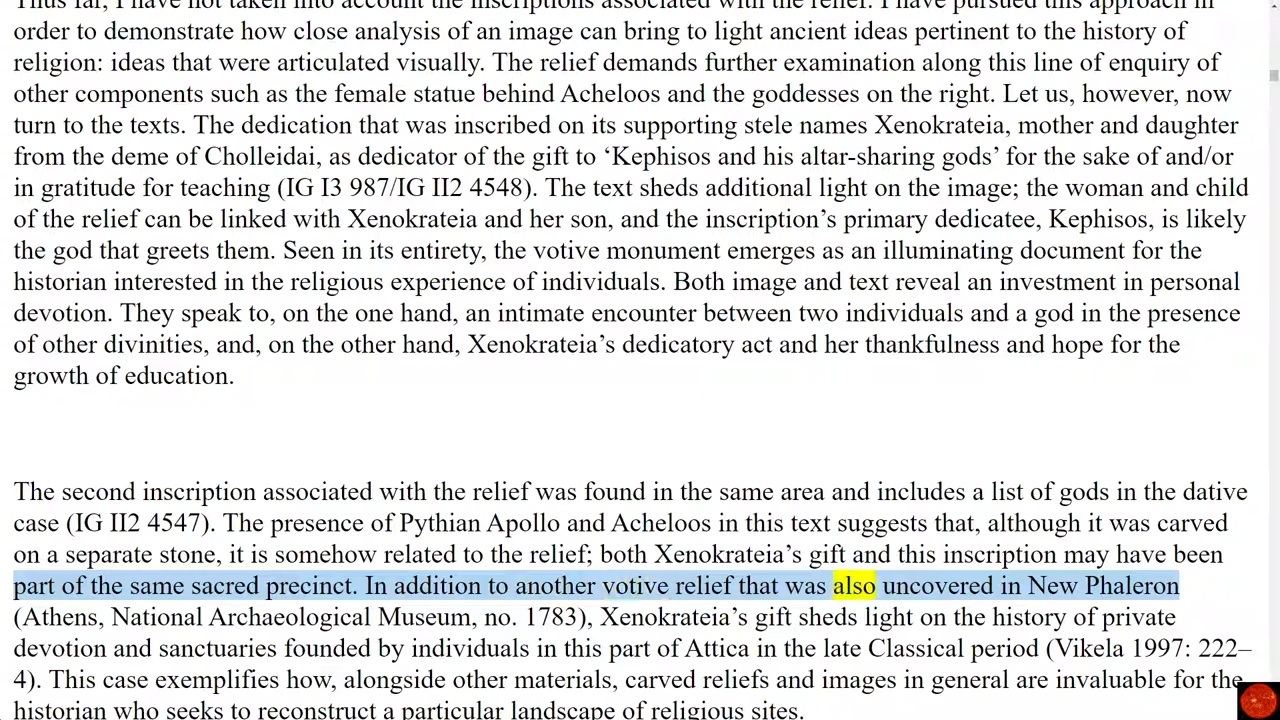 Thus far, I have not taken into account the inscriptions associated with the relief. I have pursued this approach in
order to demonstrate how close analysis of an image can bring to light ancient ideas pertinent to the history of
religion: ideas that were articulated visually. The relief demands further examination along this line of enquiry of
other components such as the female statue behind Acheloos and the goddesses on the right. Let us, however, now
turn to the texts. The dedication that was inscribed on its supporting stele names Xenokrateia, mother and daughter
from the deme of Cholleidai, as dedicator of the gift to ‘Kephisos and his altar-sharing gods’ for the sake of and/or
in gratitude for teaching (IG I3 987/IG II2 4548). The text sheds additional light on the image; the woman and child
of the relief can be linked with Xenokrateia and her son, and the inscription’s primary dedicatee, Kephisos, is likely
the god that greets them. Seen in its entirety, the votive monument emerges as an illuminating document for the
historian interested in the religious experience of individuals. Both image and text reveal an investment in personal
devotion. They speak to, on the one hand, an intimate encounter between two individuals and a god in the presence
of other divinities, and, on the other hand, Xenokrateia’s dedicatory act and her thankfulness and hope for the
growth of education.
The second inscription associated with the relief was found in the same area and includes a list of gods in the dative
case (IG II2 4547). The presence of Pythian Apollo and Acheloos in this text suggests that, although it was carved
on a separate stone, it is somehow related to the relief; both Xenokrateia’s gift and this inscription may have been
part of the same sacred precinct. In addition to another votive relief that was also uncovered in New Phaleron
(Athens, National Archaeological Museum, no. 1783), Xenokrateia’s gift sheds light on the history of private
devotion and sanctuaries founded by individuals in this part of Attica in the late Classical period (Vikela 1997: 222–
4). This case exemplifies how, alongside other materials, carved reliefs and images in general are invaluable for the
historian who seeks to reconstruct a particular landscape of religious sites.